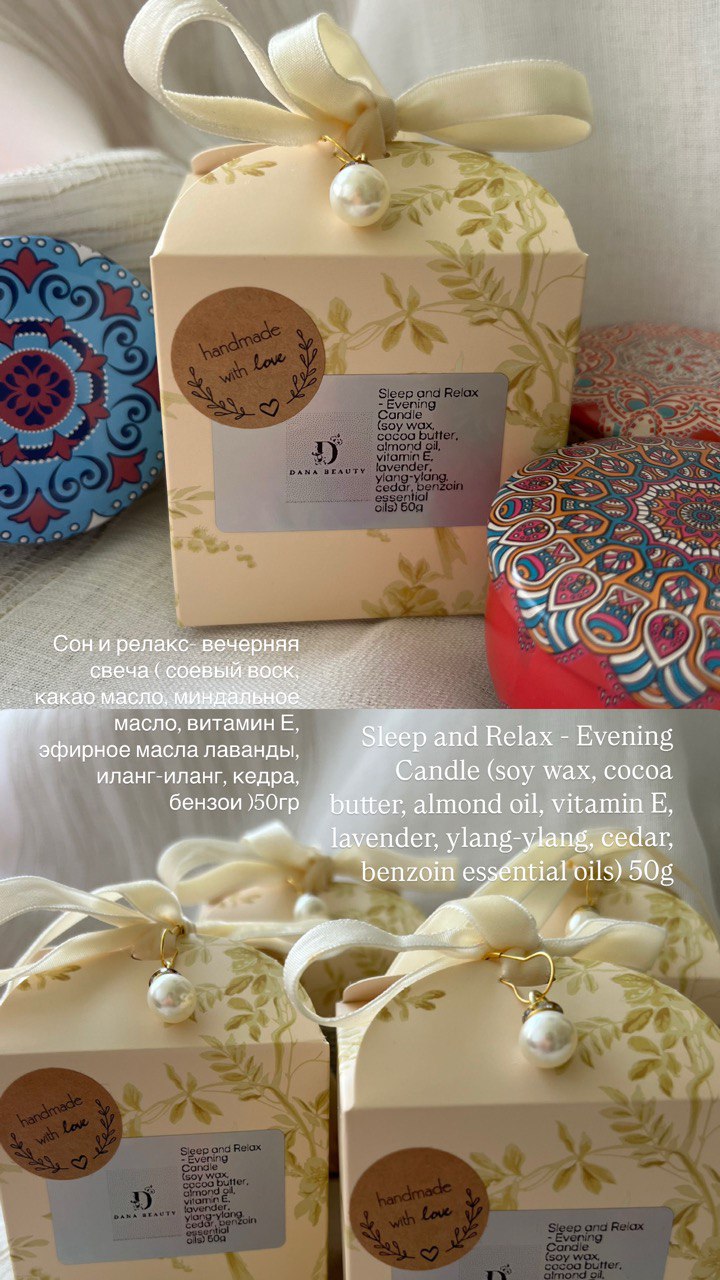 handmade
with love
Sleep and Relax
- Evening
Candle
(soy wax,
cocoa butter,
almond oil,
vitamin E,
lavender,
ylang-ylang,
cedar, benzoin
essential
oils) 50g
D
DANA BEAUTY
Сон и релакс- вечерняя
свеча ( соевый воск,
какао масло, миндальное
масло, витамин Е,
эфирное масла лаванды,
иланг-иланг, кедра,
бензои )50гр
Sleep and Relax - Evening
Candle (soy wax, cocoa
butter, almond oil, vitamin E,
lavender, ylang-ylang, cedar,
benzoin essential oils) 50g
handmade
with love
Sleep and Relax
- Evening
Candle
(soy wax,
cocoa butter,
almond oil,
vitamin E,
lavender,
ylang-ylang,
cedar, benzoin
essential
oils) 50g
D
DANA BEAUTY
handmade
with love
Sleep and Relax
- Evening
Candle
(soy wax,
cocoa butter,
almond oil,